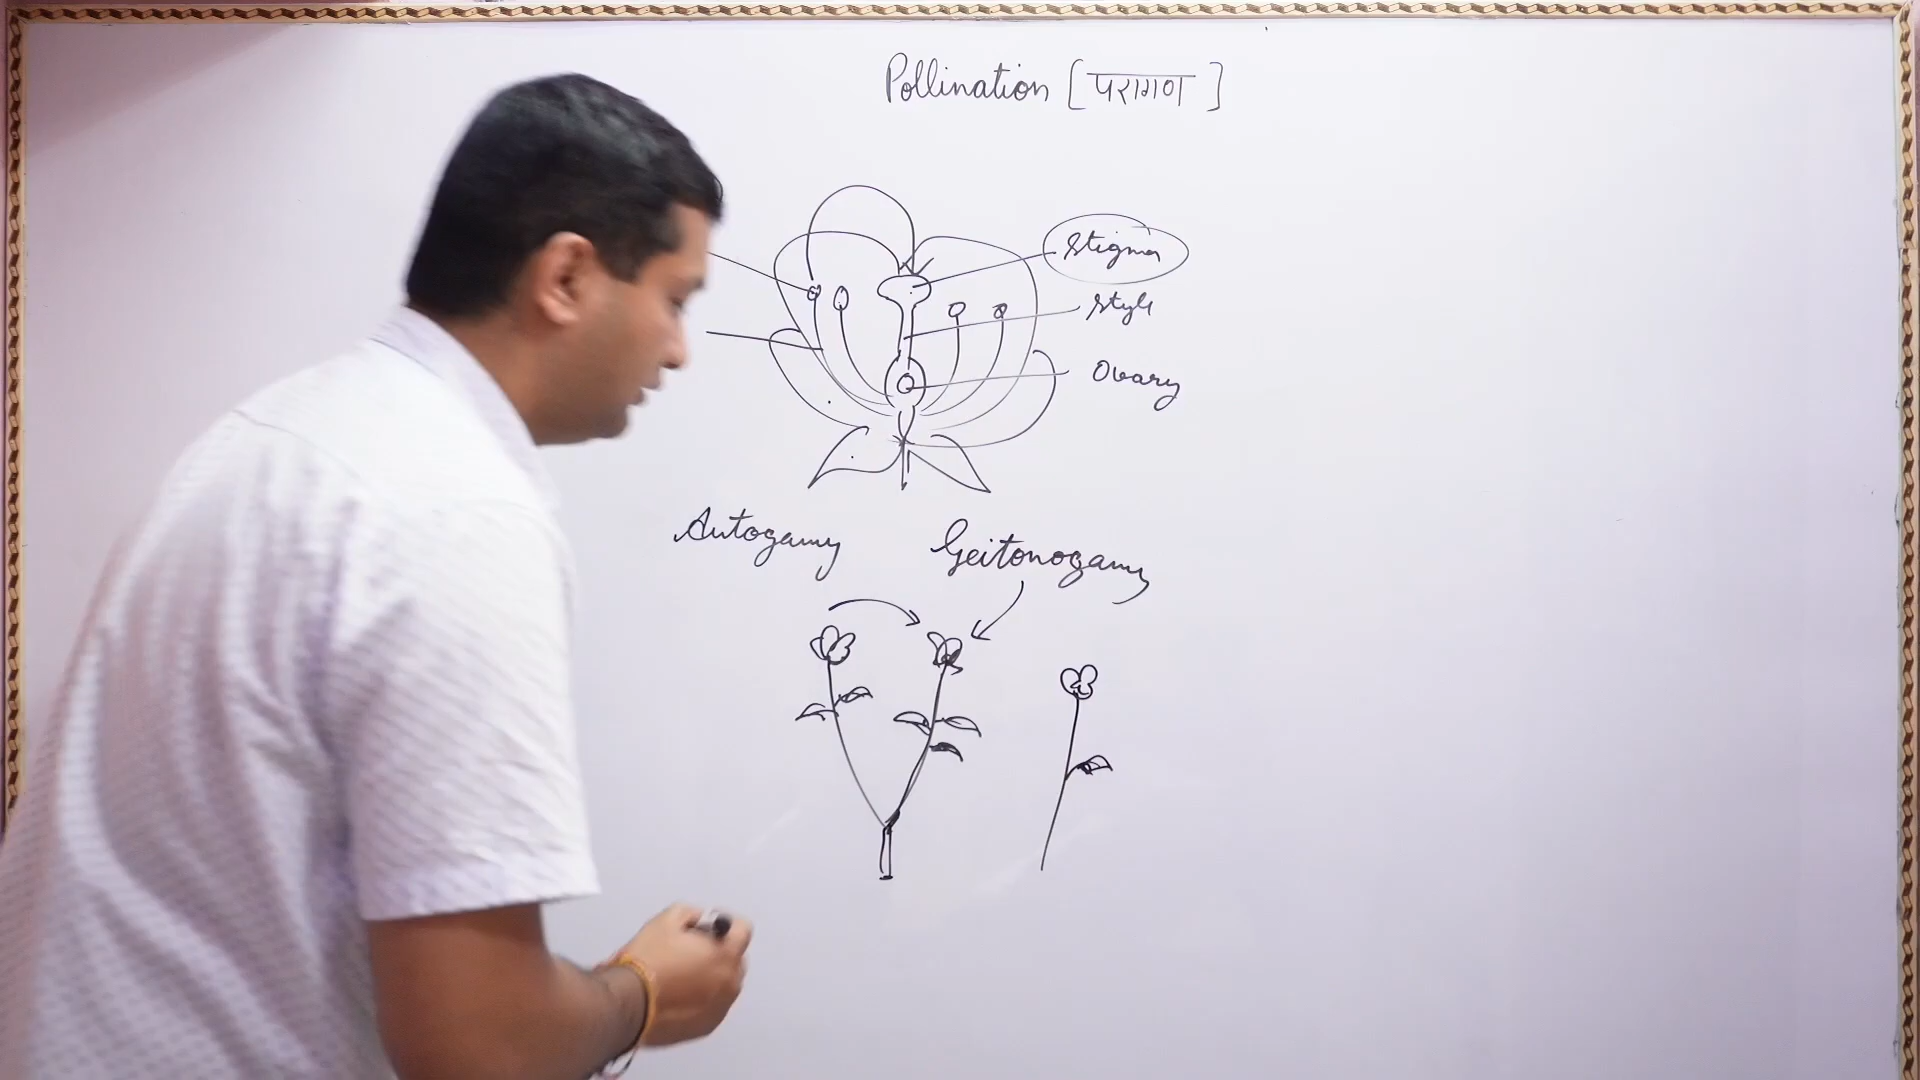 Pollination [परागण]
Stigma
Style
Ovary
Autogamy Geitonogamy